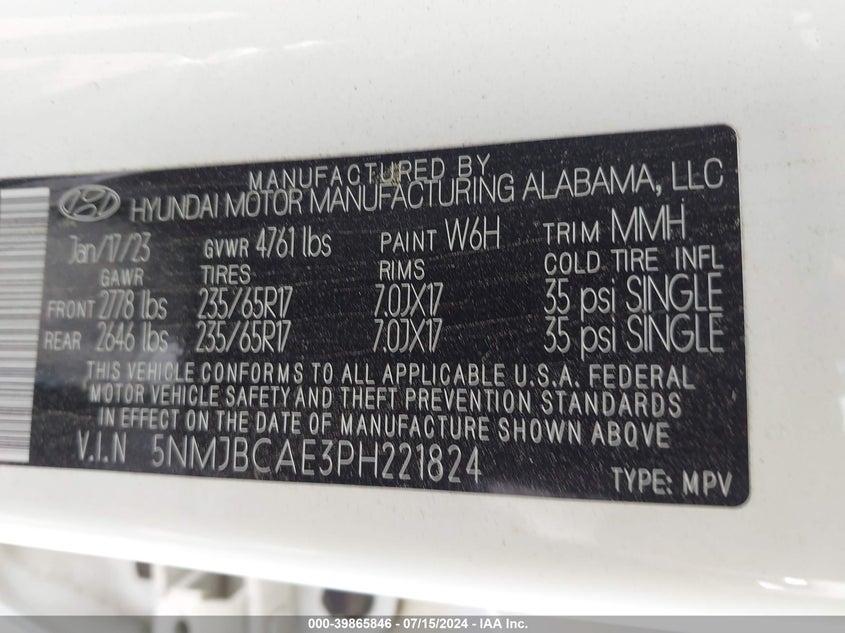 MANUFACTURED BY
HYUNDAI MOTOR MANUFACTURING ALABAMA, LLC
Jan/17/23 GVWR 4761 lbs PAINT W6H TRIM MMH
GAWR TIRES RIMS COLD TIRE INFL
FRONT 2778 lbs 235/65R17 7.0JX17 35 psi SINGLE
REAR 2646 lbs 235/65R17 7.0JX17 35 psi SINGLE
THIS VEHICLE CONFORMS TO ALL APPLICABLE U.S.A. FEDERAL
MOTOR VEHICLE SAFETY AND THEFT PREVENTION STANDARDS
IN EFFECT ON THE DATE OF MANUFACTURE SHOWN ABOVE
V.I.N 5NMJBCAE3PH221824
TYPE: MPV
000-39865846 - 07/15/2024 - IAA Inc.